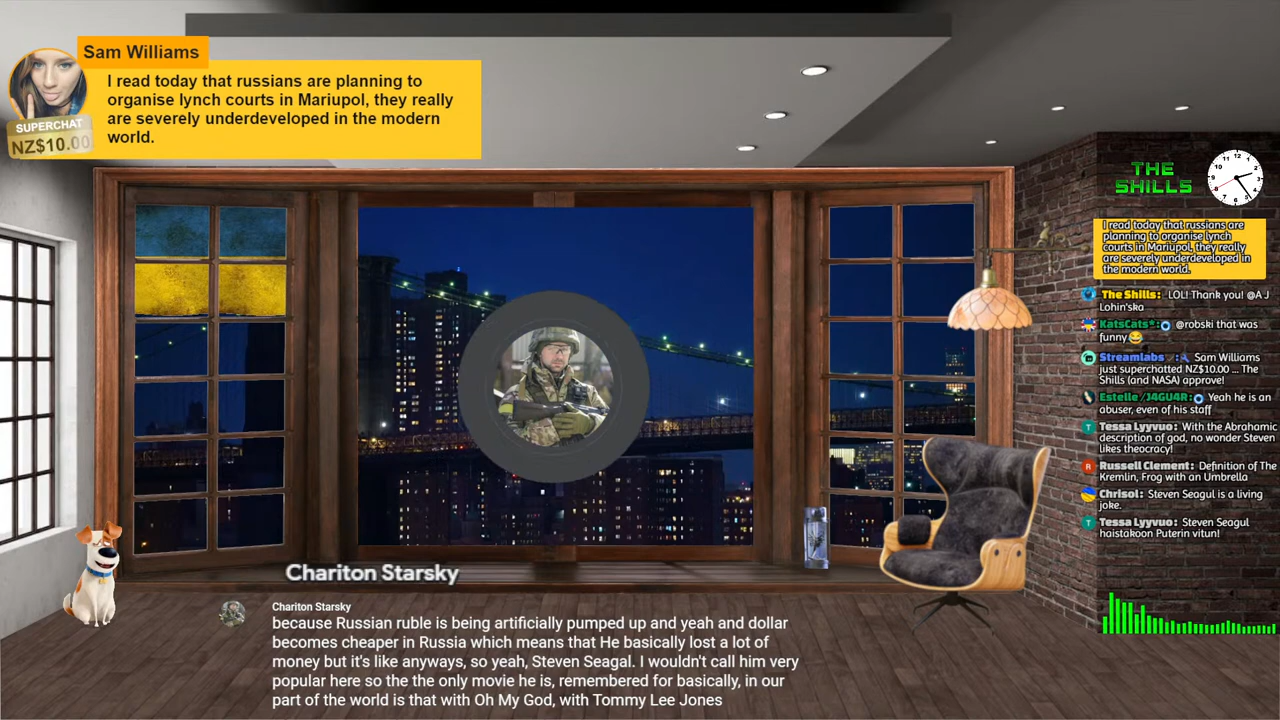 Sam Williams
I read today that russians are planning to
organise lynch courts in Mariupol, they really
are severely underdeveloped in the modern
world.
SUPERCHAT
NZ$10.00
THE
SHILLS
I read today that russians are
planning to organise lynch
courts in Mariupol, they really
are severely underdeveloped in
the modern world.
The Shills: LOL! Thank you! @A J
Lohin'ska
KatsCats*: @robski that was
funny😂
Streamlabs: Sam Williams
just superchatted NZ$10.00 ... The
Shills (and NASA) approve!
Estelle /J4GU4R: Yeah he is an
abuser, even of his staff
T Tessa Lyyvuo: With the Abrahamic
description of god, no wonder Steven
likes theocracy!
R Russell Clement: Definition of The
Kremlin, Frog with an Umbrella
Chrisol: Steven Seagul is a living
joke.
T Tessa Lyyvuo: Steven Seagul
haistakoon Puterin vitun!
Chariton Starsky
Chariton Starsky
because Russian ruble is being artificially pumped up and yeah and dollar
becomes cheaper in Russia which means that He basically lost a lot of
money but it's like anyways, so yeah, Steven Seagal. I wouldn't call him very
popular here so the the only movie he is, remembered for basically, in our
part of the world is that with Oh My God, with Tommy Lee Jones